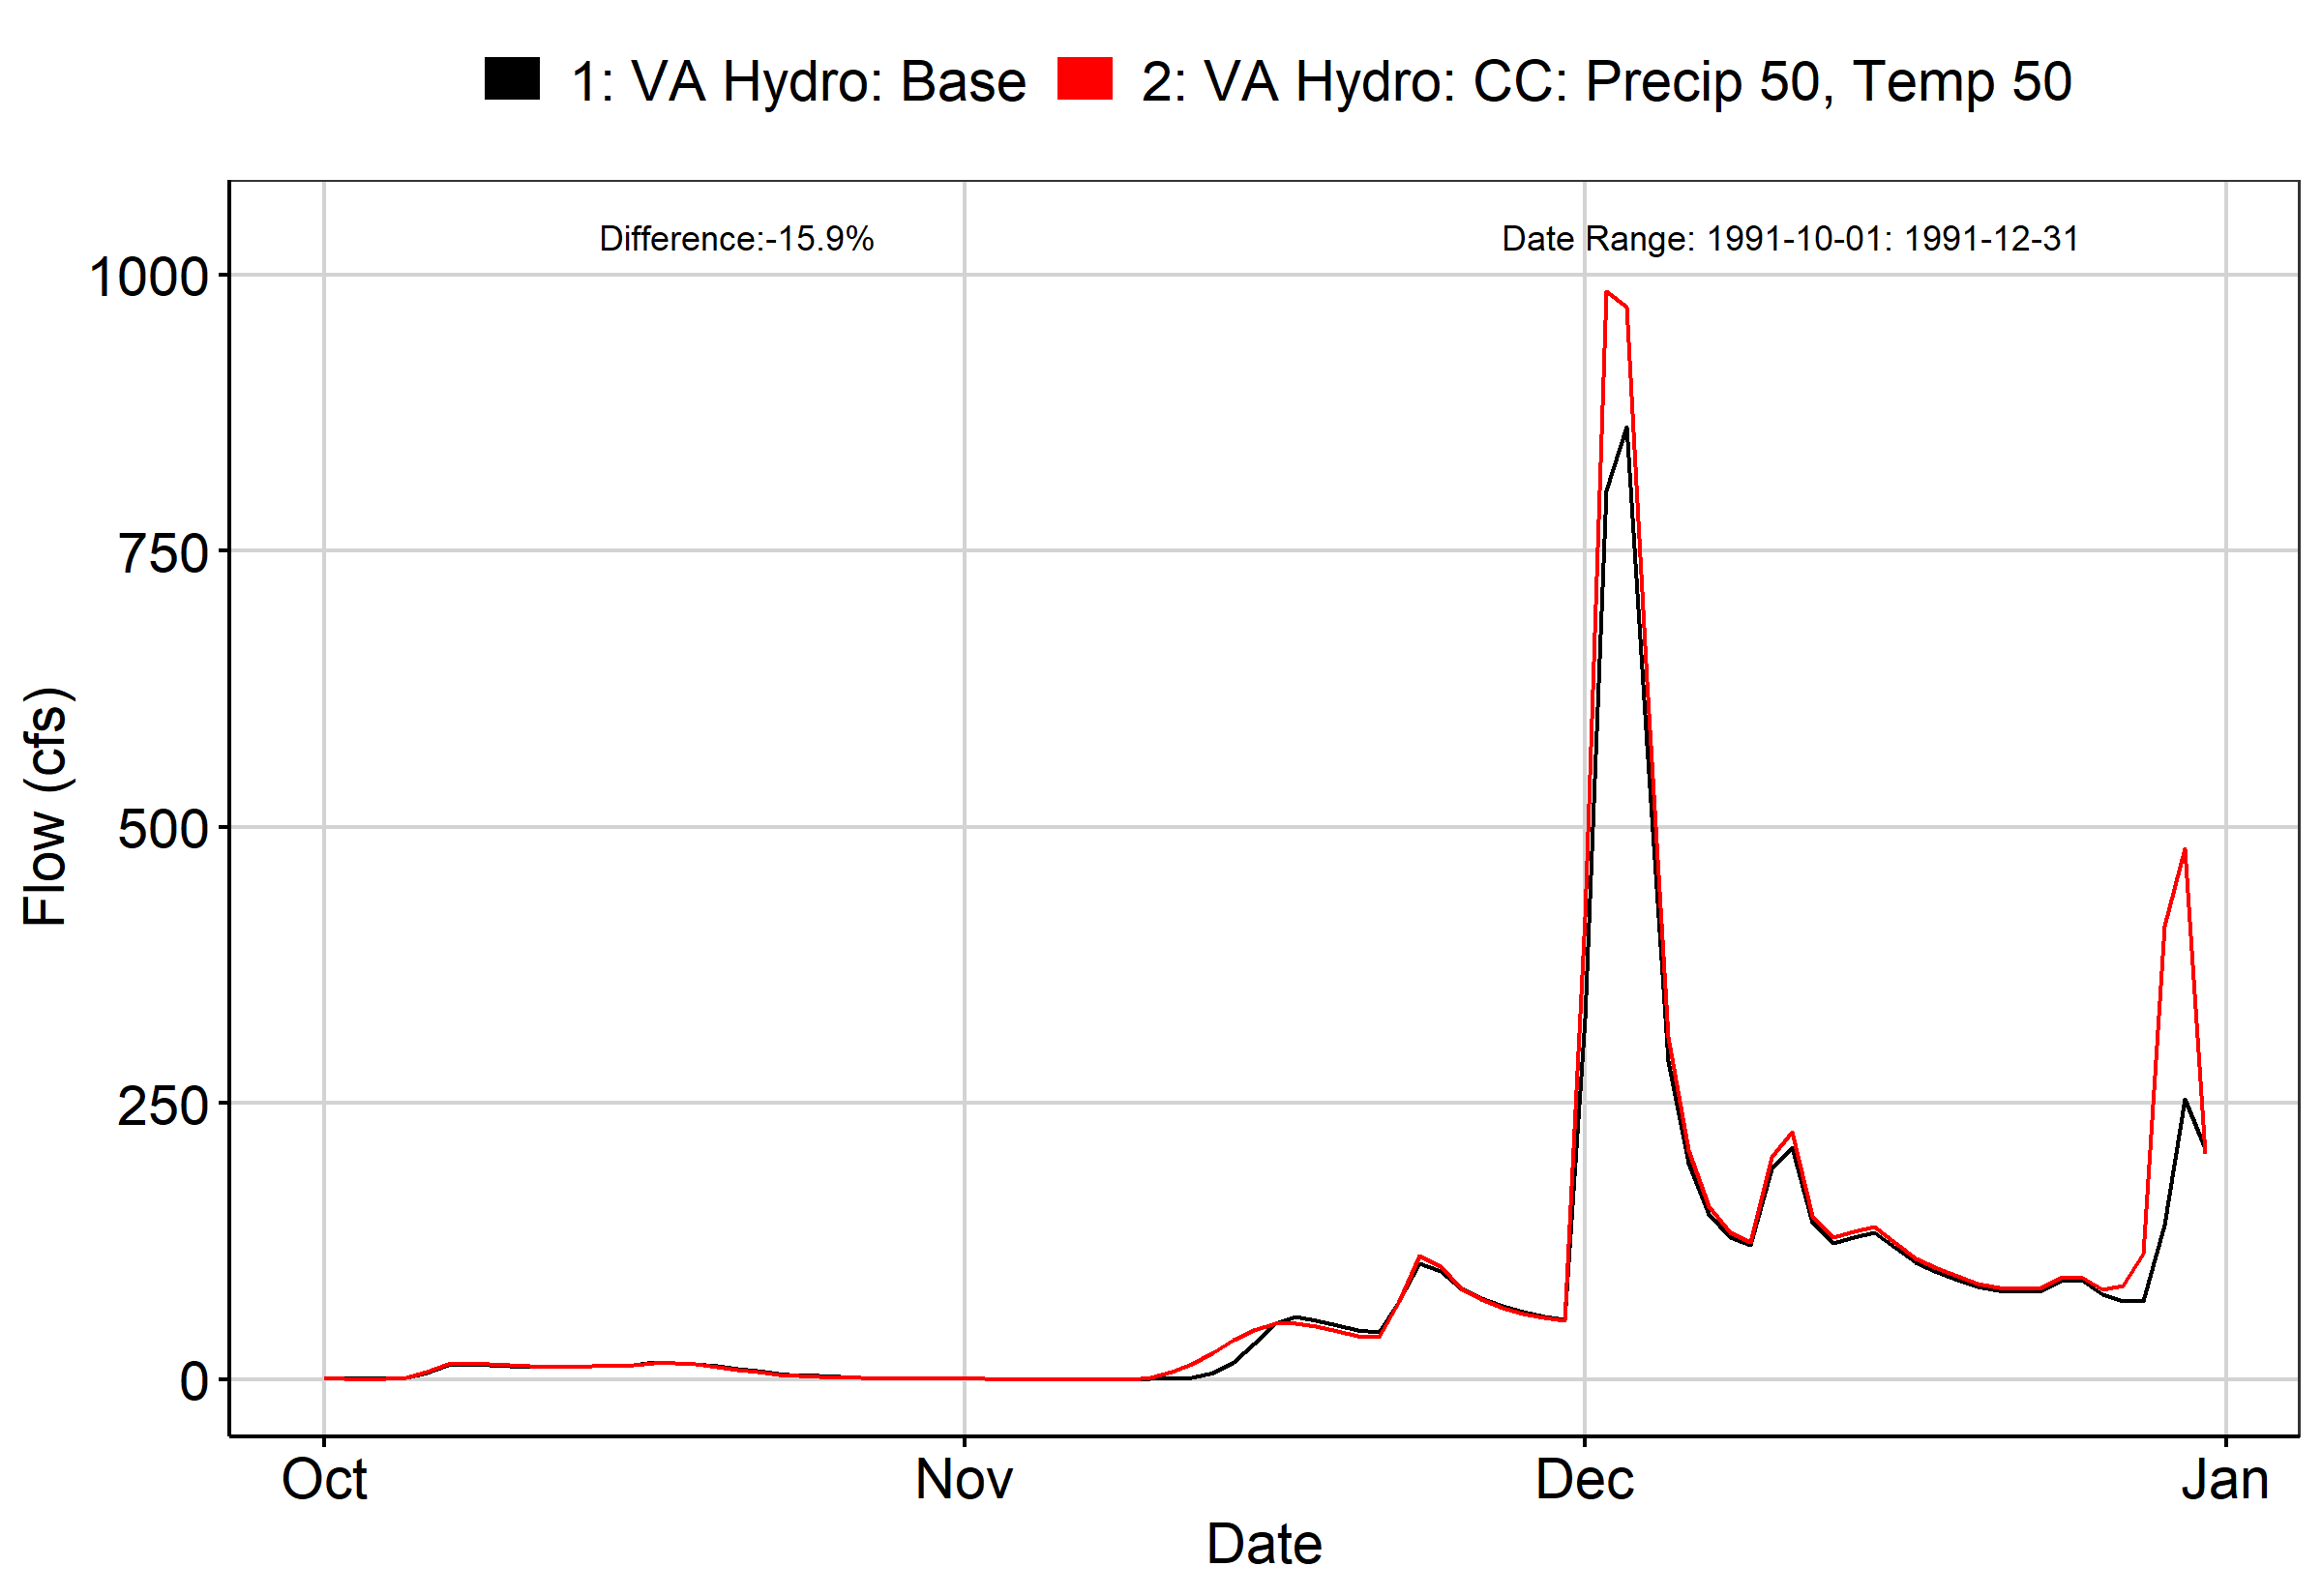 1: VA Hydro: Base 2: VA Hydro: CC: Precip 50, Temp 50
Difference:-15.9% Date Range: 1991-10-01: 1991-12-31
1000
750
500
250
0
Flow (cfs)
Oct Nov Dec Jan
Date